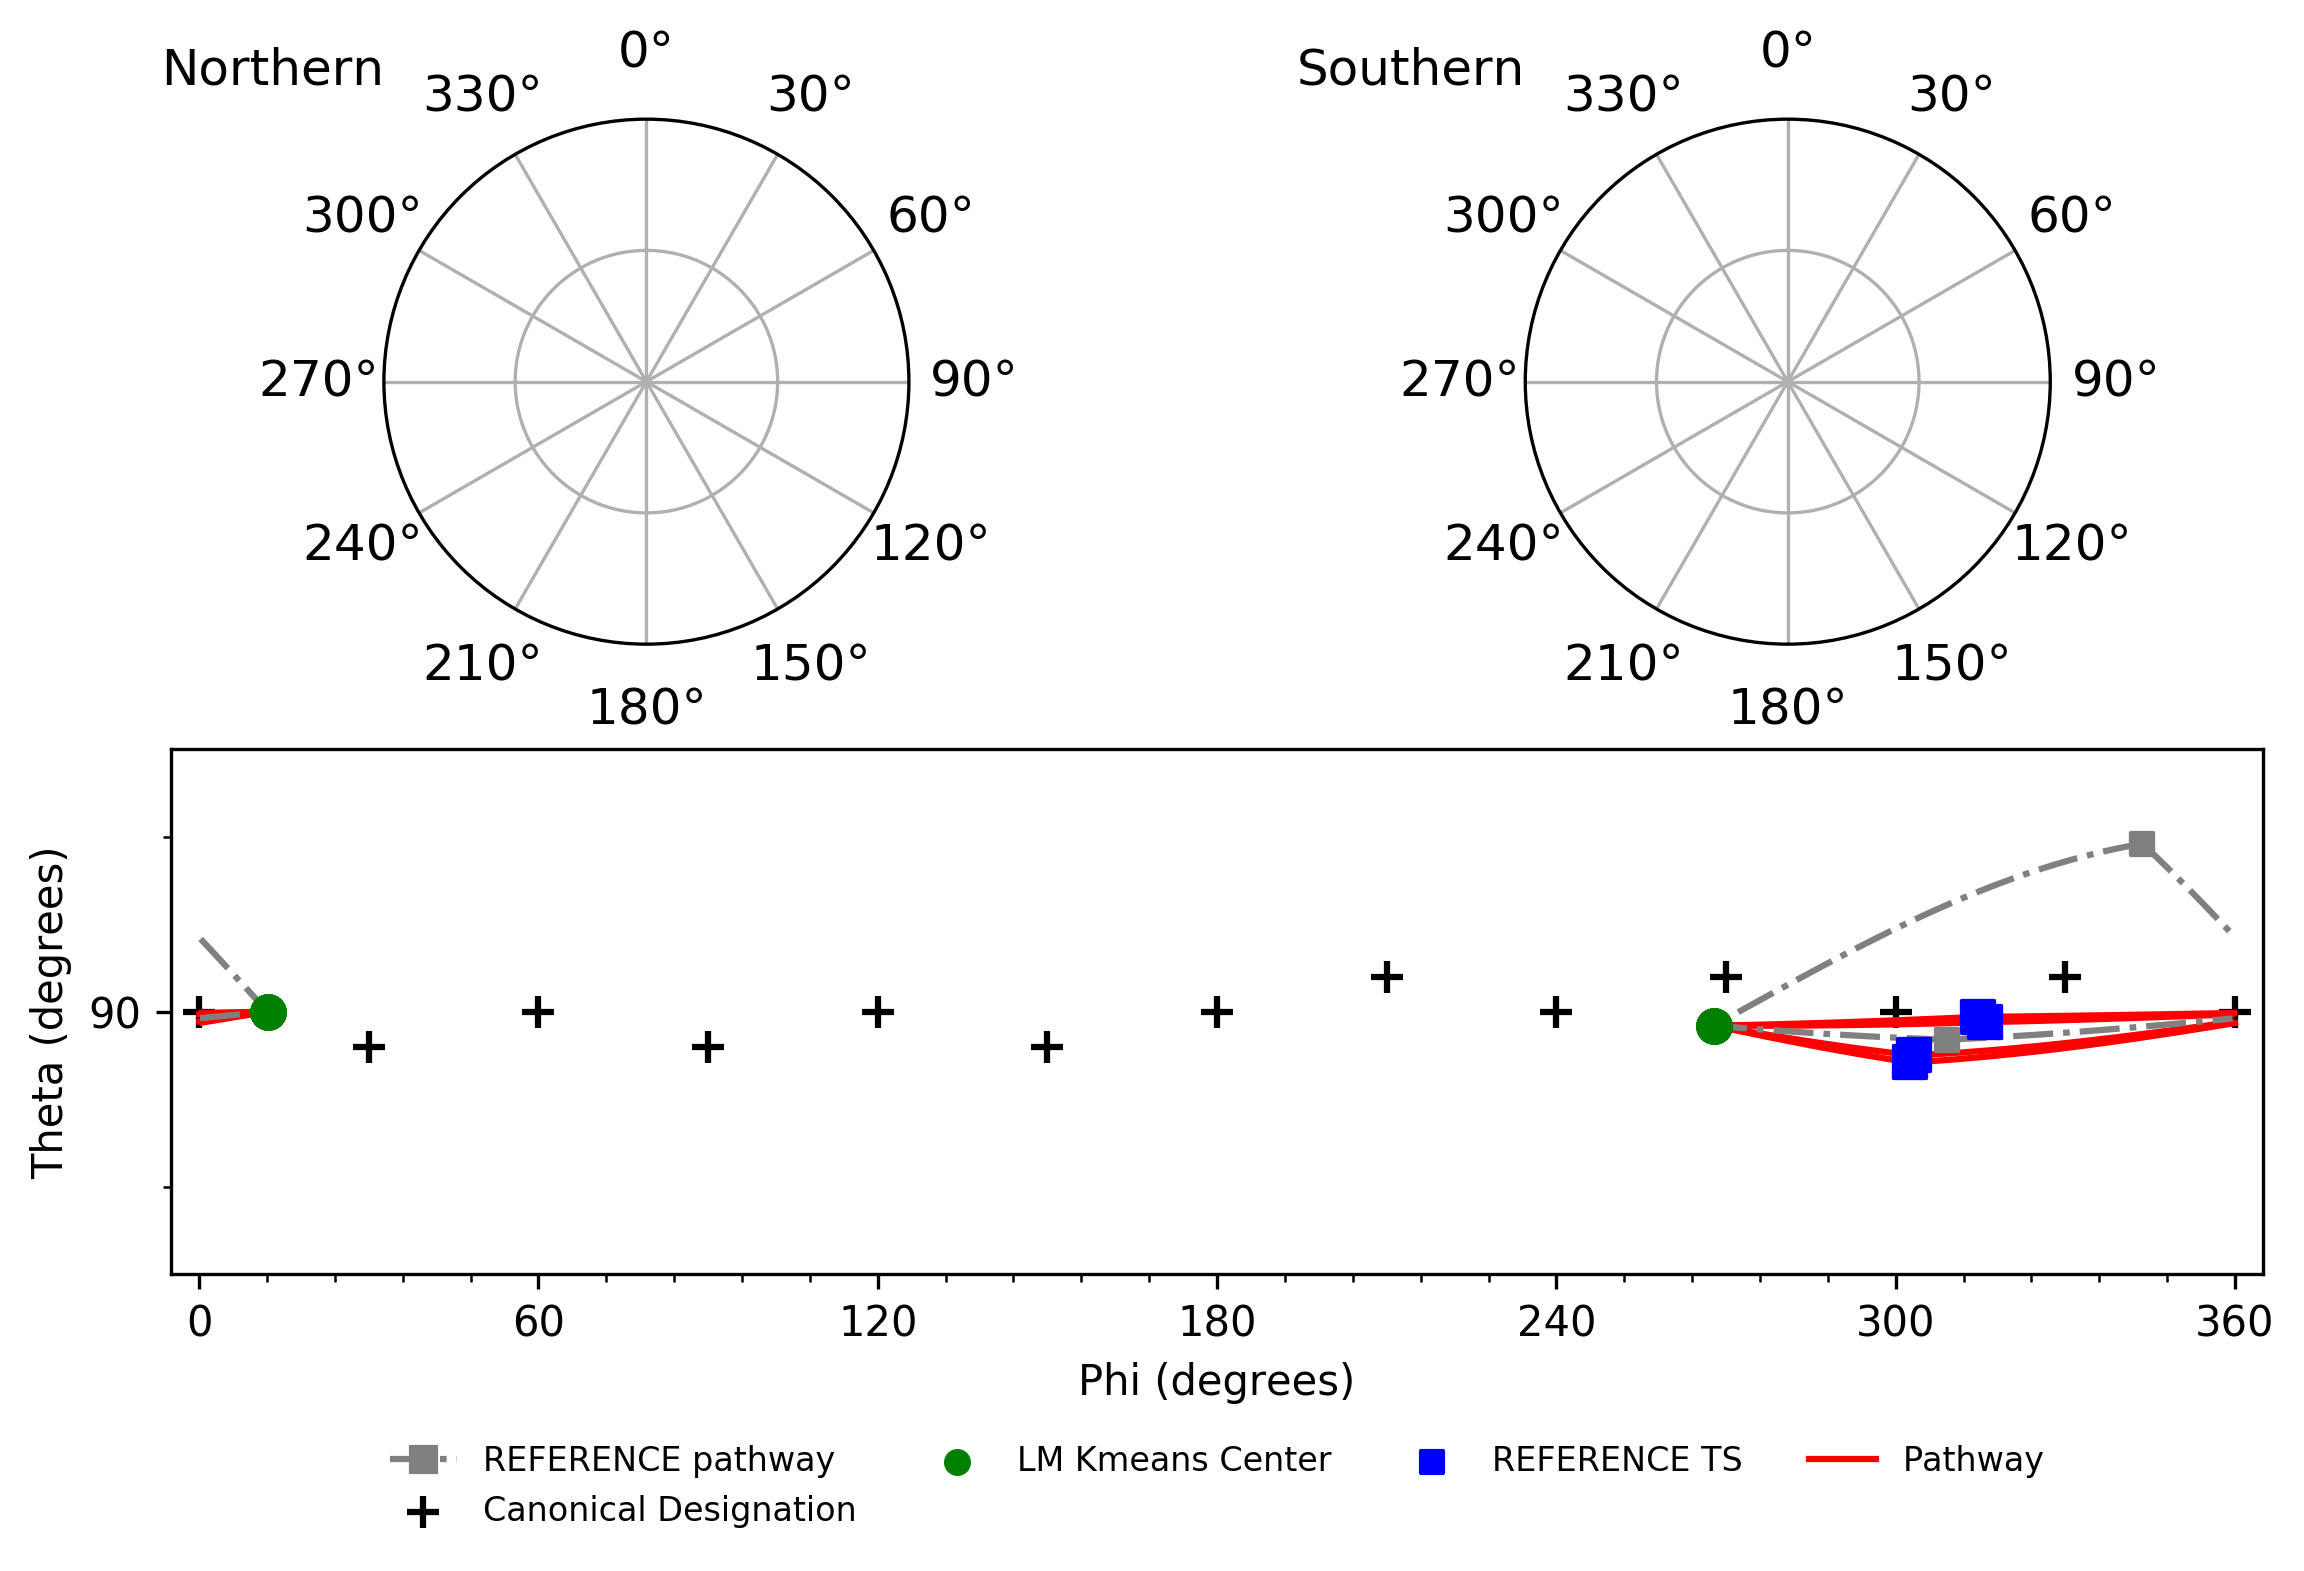 Northern
0°
30°
60°
90°
120°
150°
180°
210°
240°
270°
300°
330°
Southern
0°
30°
60°
90°
120°
150°
180°
210°
240°
270°
300°
330°
Theta (degrees)
90
0 60 120 180 240 300 360
Phi (degrees)
REFERENCE pathway
Canonical Designation
LM Kmeans Center
REFERENCE TS
Pathway